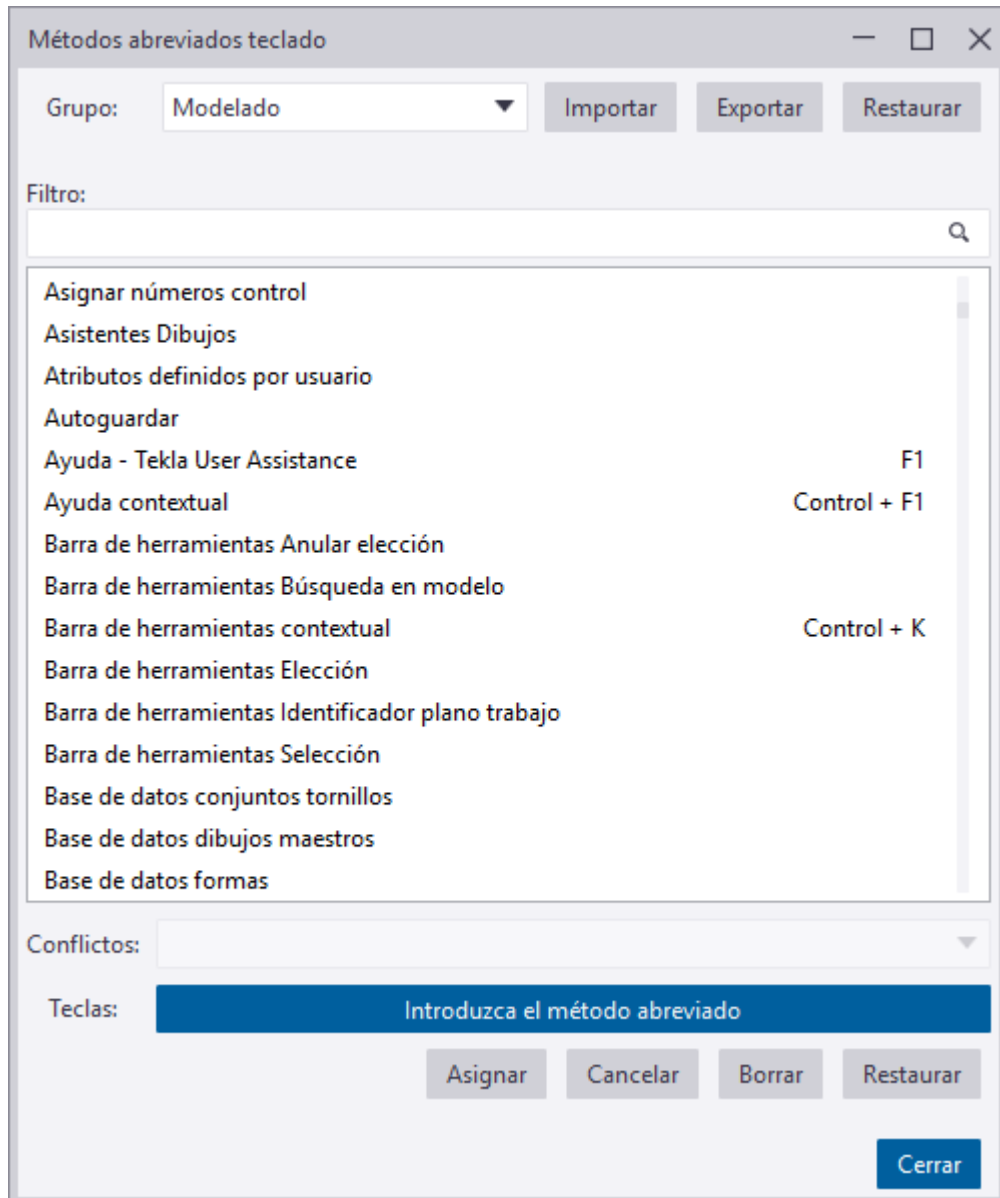 Métodos abreviados teclado
Grupo: Modelado Importar Exportar Restaurar
Filtro:
Asignar números control
Asistentes Dibujos
Atributos definidos por usuario
Autoguardar
Ayuda - Tekla User Assistance F1
Ayuda contextual Control + F1
Barra de herramientas Anular elección
Barra de herramientas Búsqueda en modelo
Barra de herramientas contextual Control + K
Barra de herramientas Elección
Barra de herramientas Identificador plano trabajo
Barra de herramientas Selección
Base de datos conjuntos tornillos
Base de datos dibujos maestros
Base de datos formas
Conflictos:
Teclas: Introduzca el método abreviado
Asignar Cancelar Borrar Restaurar
Cerrar